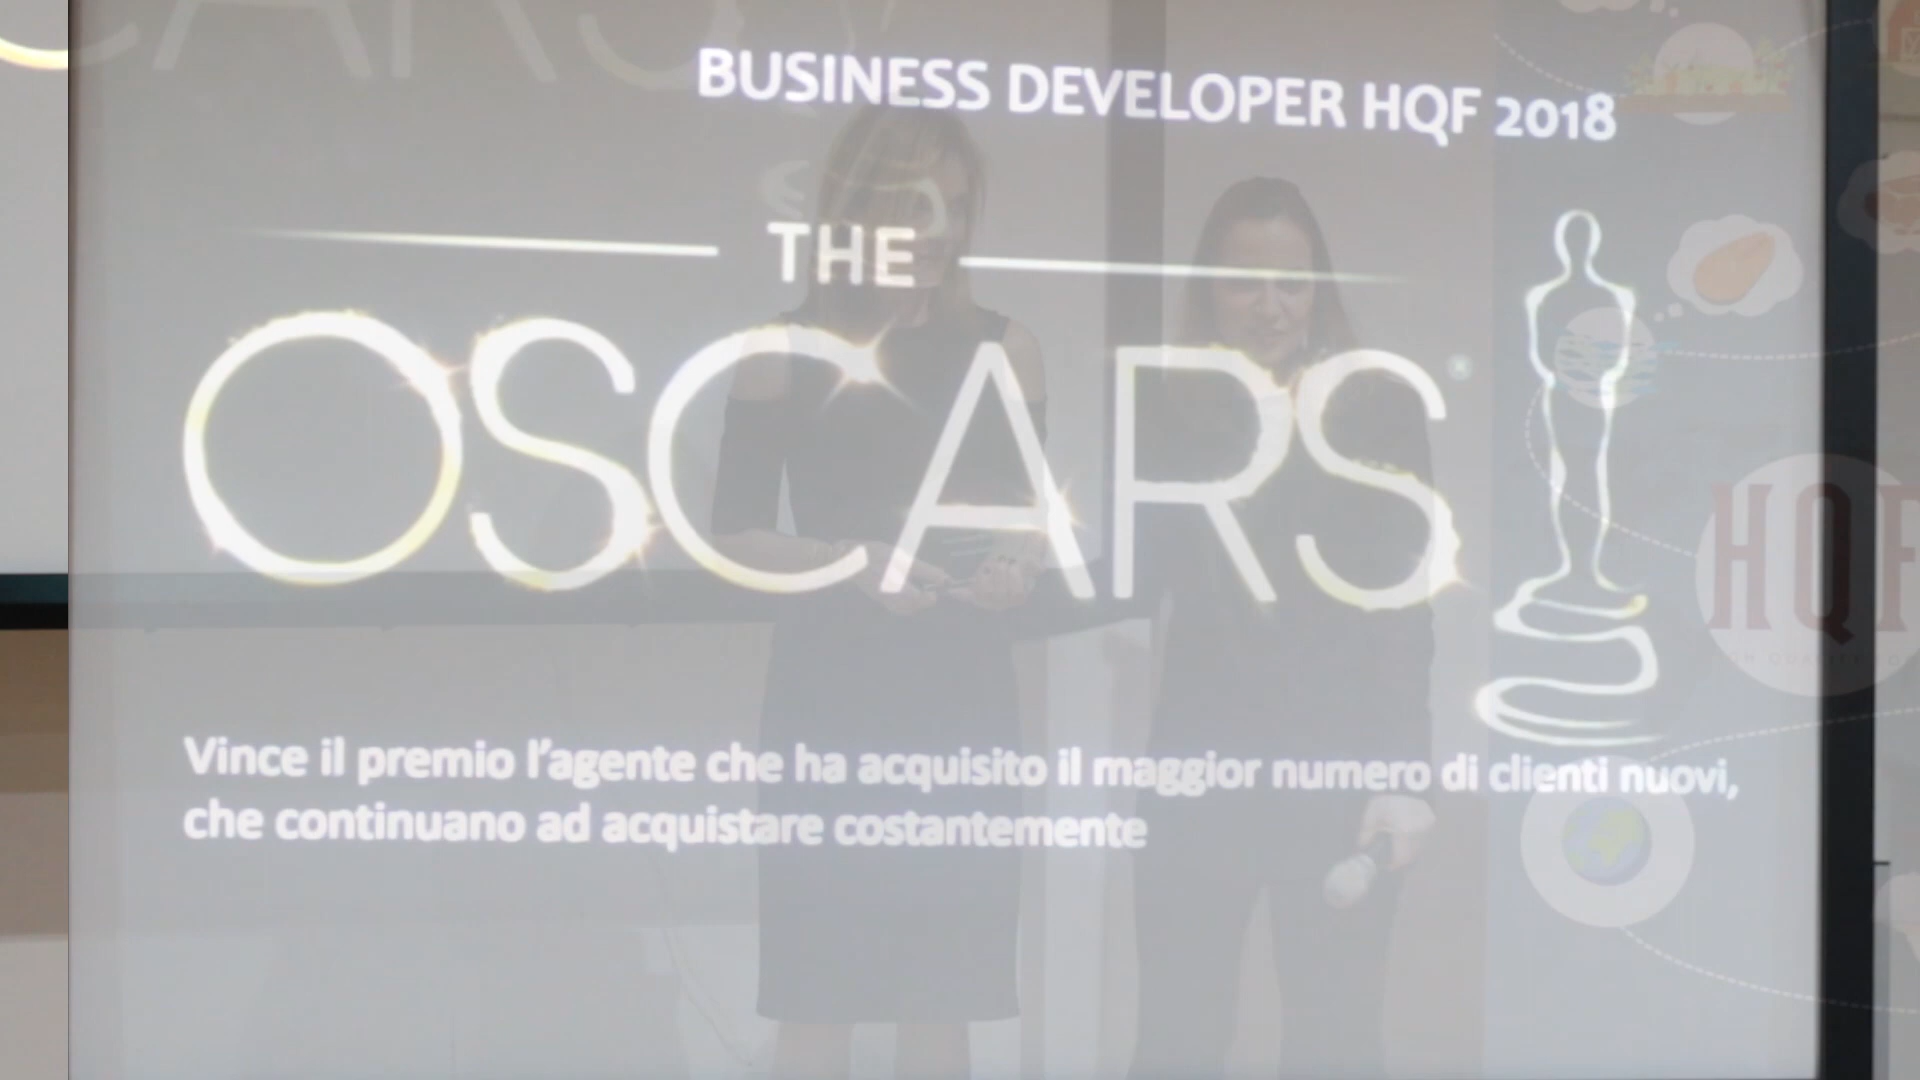 BUSINESS DEVELOPER HQF 2018
THE
OSCARS
Vince il premio l'agente che ha acquisito il maggior numero di clienti nuovi,
che continuano ad acquistare costantemente
HQF